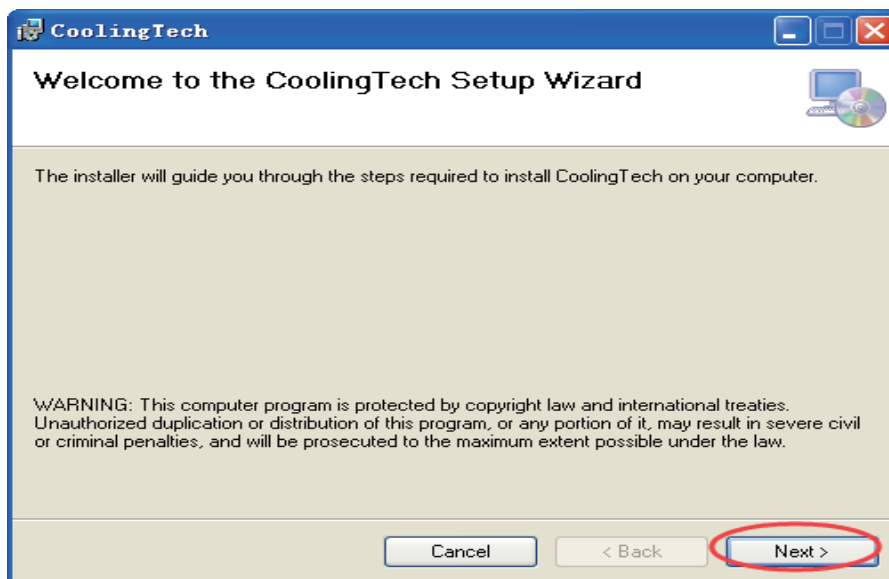 CoolingTech
Welcome to the CoolingTech Setup Wizard
The installer will guide you through the steps required to install CoolingTech on your computer.
WARNING: This computer program is protected by copyright law and international treaties.
Unauthorized duplication or distribution of this program, or any portion of it, may result in severe civil
or criminal penalties, and will be prosecuted to the maximum extent possible under the law.
Cancel
< Back
Next >